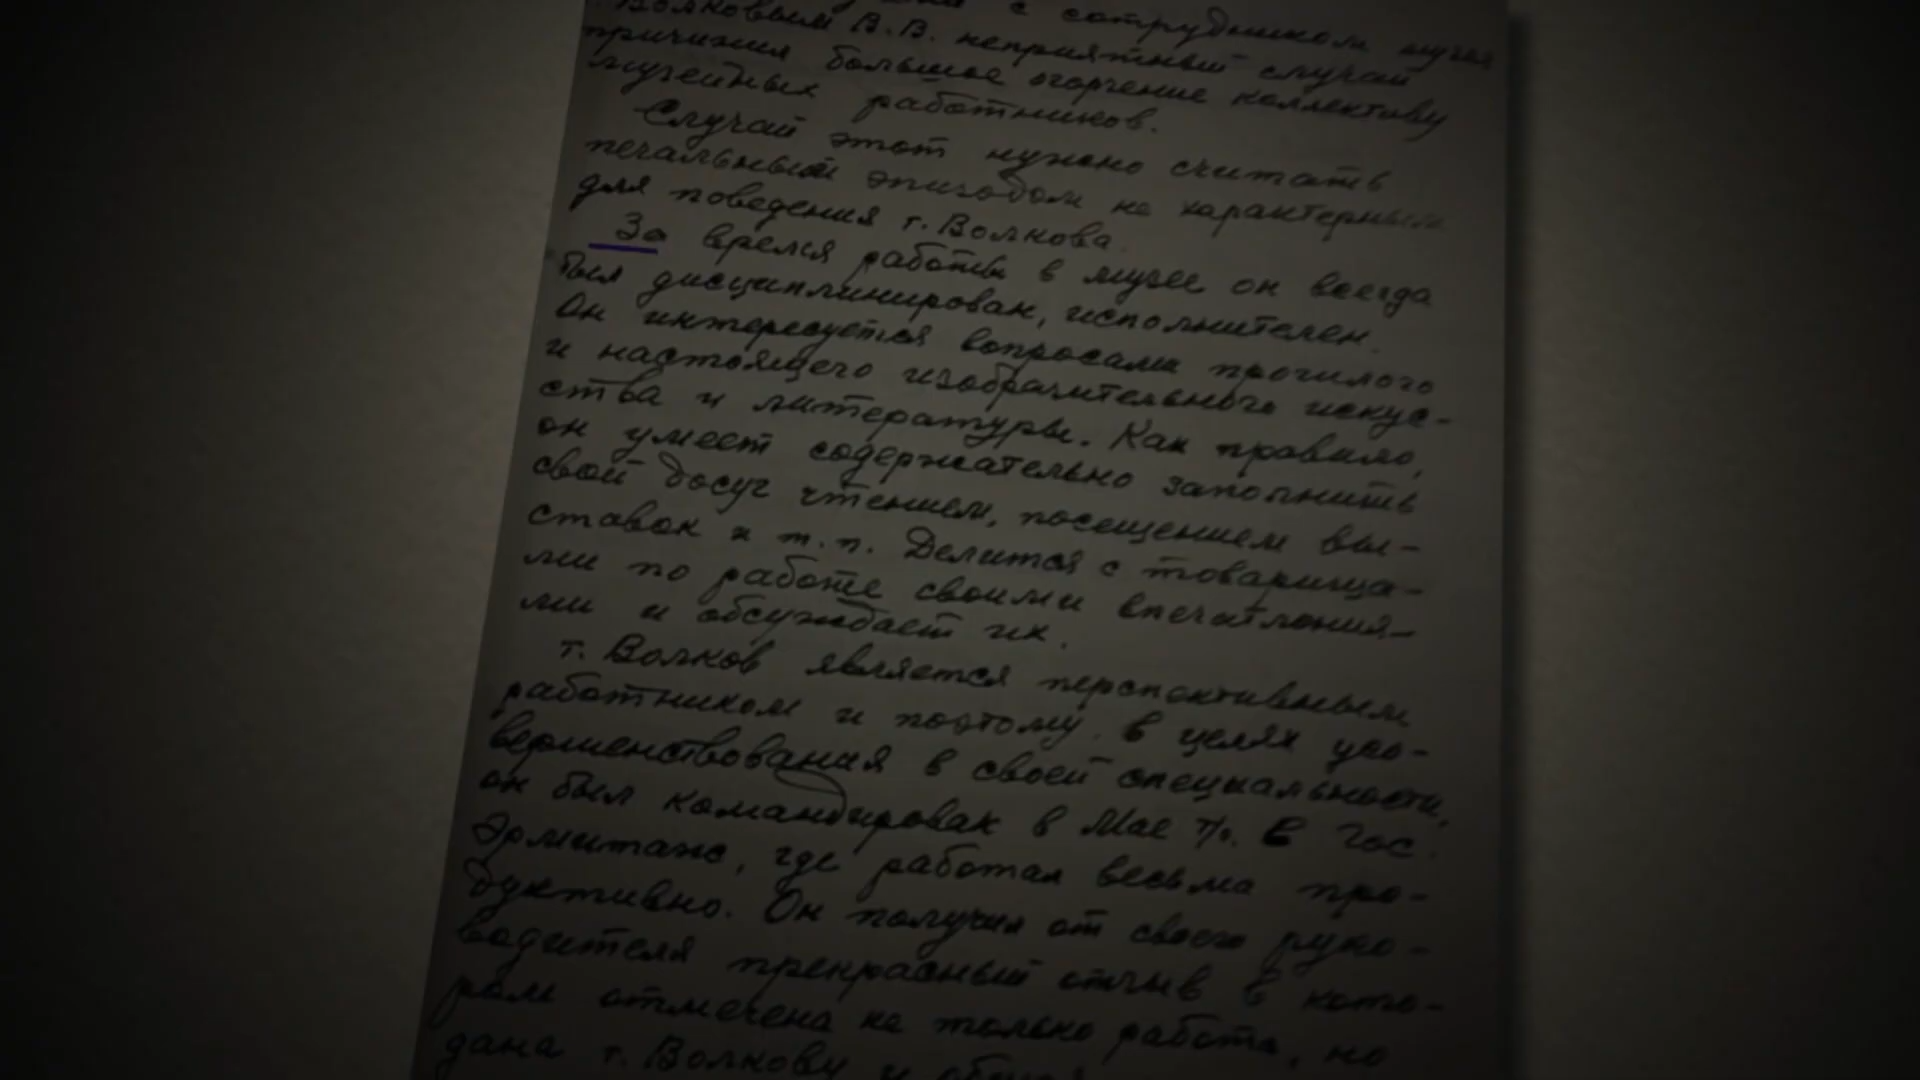 с сотрудником музея
Волковым В.В. неприятный случай
причинил большое огорчение коллективу
музейных работников.
Случай этот нужно считать
печальным эпизодом не характерным
для поведения т. Волкова.
За время работы в музее он всегда
был дисциплинирован, исполнителен.
Он интересуется вопросами прошлого
и настоящего изобразительного искус-
ства и литературы. Как правило,
он умеет содержательно заполнить
свой досуг чтением, посещением вы-
ставок и т.п. Делится с товарища-
ми по работе своими впечатления-
ми и обсуждает их.
т. Волков является перспективным
работником и поэтому в целях усо-
вершенствования в своей специальности,
он был командирован в Мае т/г. в Гос.
Эрмитаж, где работал весьма про-
дуктивно. Он получил от своего руко-
водителя прекрасный отзыв в кото-
ром отмечена не только работа, но
дана т. Волкову и